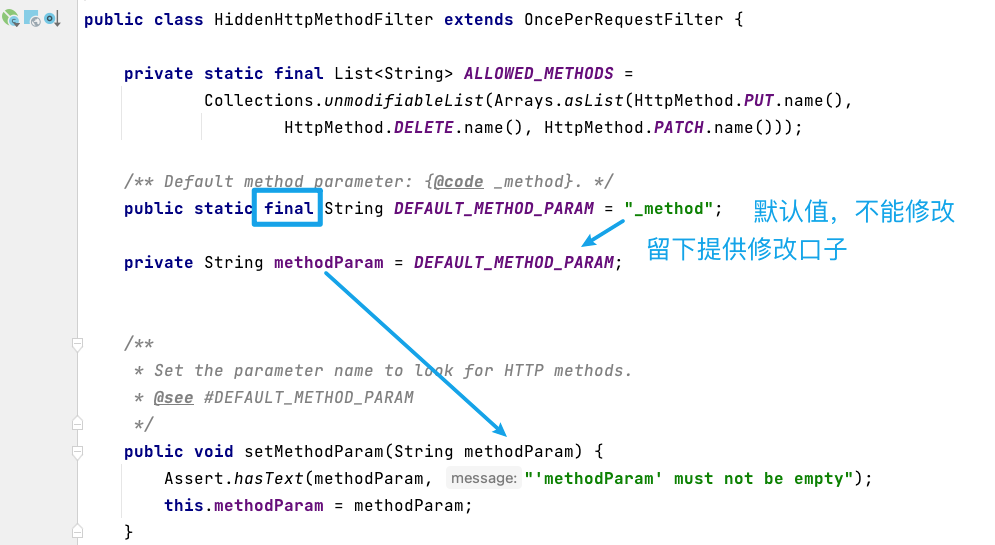 public class HiddenHttpMethodFilter extends OncePerRequestFilter {
private static final List<String> ALLOWED_METHODS =
Collections.unmodifiableList(Arrays.asList(HttpMethod.PUT.name(),
HttpMethod.DELETE.name(), HttpMethod.PATCH.name()));
/** Default method parameter: {@code _method}. */
public static final String DEFAULT_METHOD_PARAM = "_method"; 默认值，不能修改
留下提供修改口子
private String methodParam = DEFAULT_METHOD_PARAM;
/**
* Set the parameter name to look for HTTP methods.
* @see #DEFAULT_METHOD_PARAM
*/
public void setMethodParam(String methodParam) {
Assert.hasText(methodParam, message: "'methodParam' must not be empty");
this.methodParam = methodParam;
}